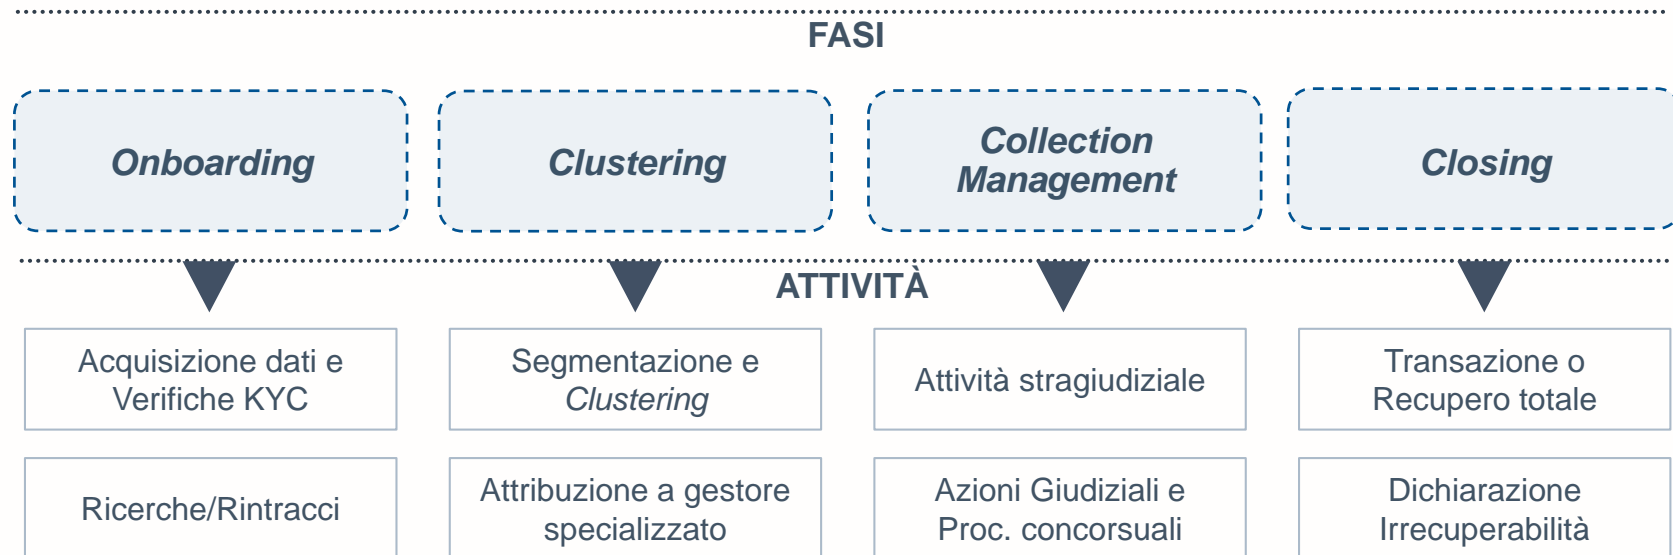 FASI
Onboarding
Clustering
Collection
Management
Closing
ATTIVITÀ
Acquisizione dati e
Verifiche KYC
Segmentazione e
Clustering
Attività stragiudiziale
Transazione o
Recupero totale
Ricerche/Rintracci
Attribuzione a gestore
specializzato
Azioni Giudiziali e
Proc. concorsuali
Dichiarazione
Irrecuperabilità